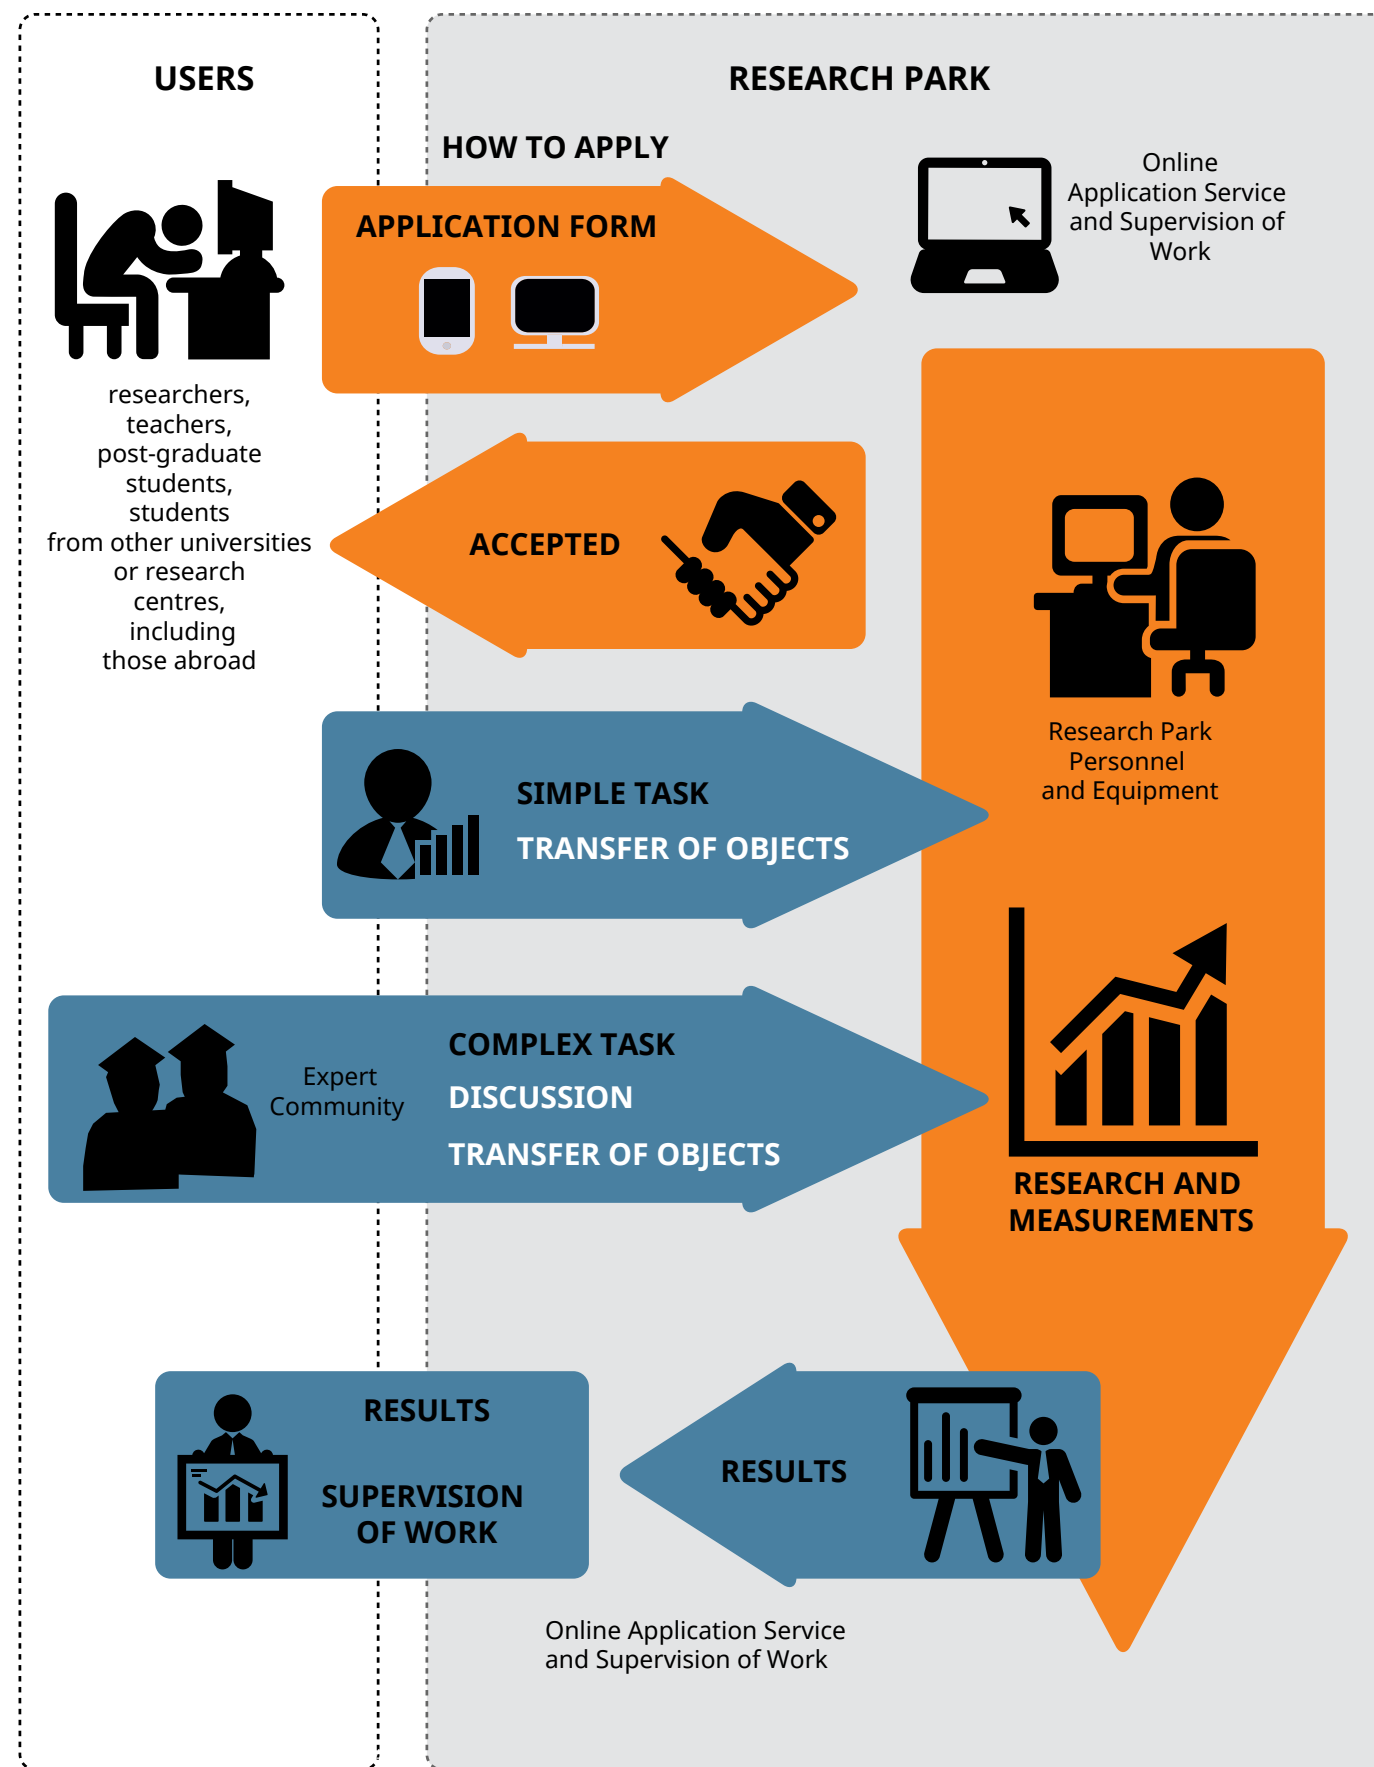 USERS
RESEARCH PARK
HOW TO APPLY
APPLICATION FORM
Online
Application Service
and Supervision of
Work
researchers,
teachers,
post-graduate
students,
students
from other universities
or research
centres,
including
those abroad
ACCEPTED
Research Park
Personnel
and Equipment
SIMPLE TASK
TRANSFER OF OBJECTS
Expert
Community
COMPLEX TASK
DISCUSSION
TRANSFER OF OBJECTS
RESEARCH AND
MEASUREMENTS
RESULTS
SUPERVISION
OF WORK
RESULTS
Online Application Service
and Supervision of Work